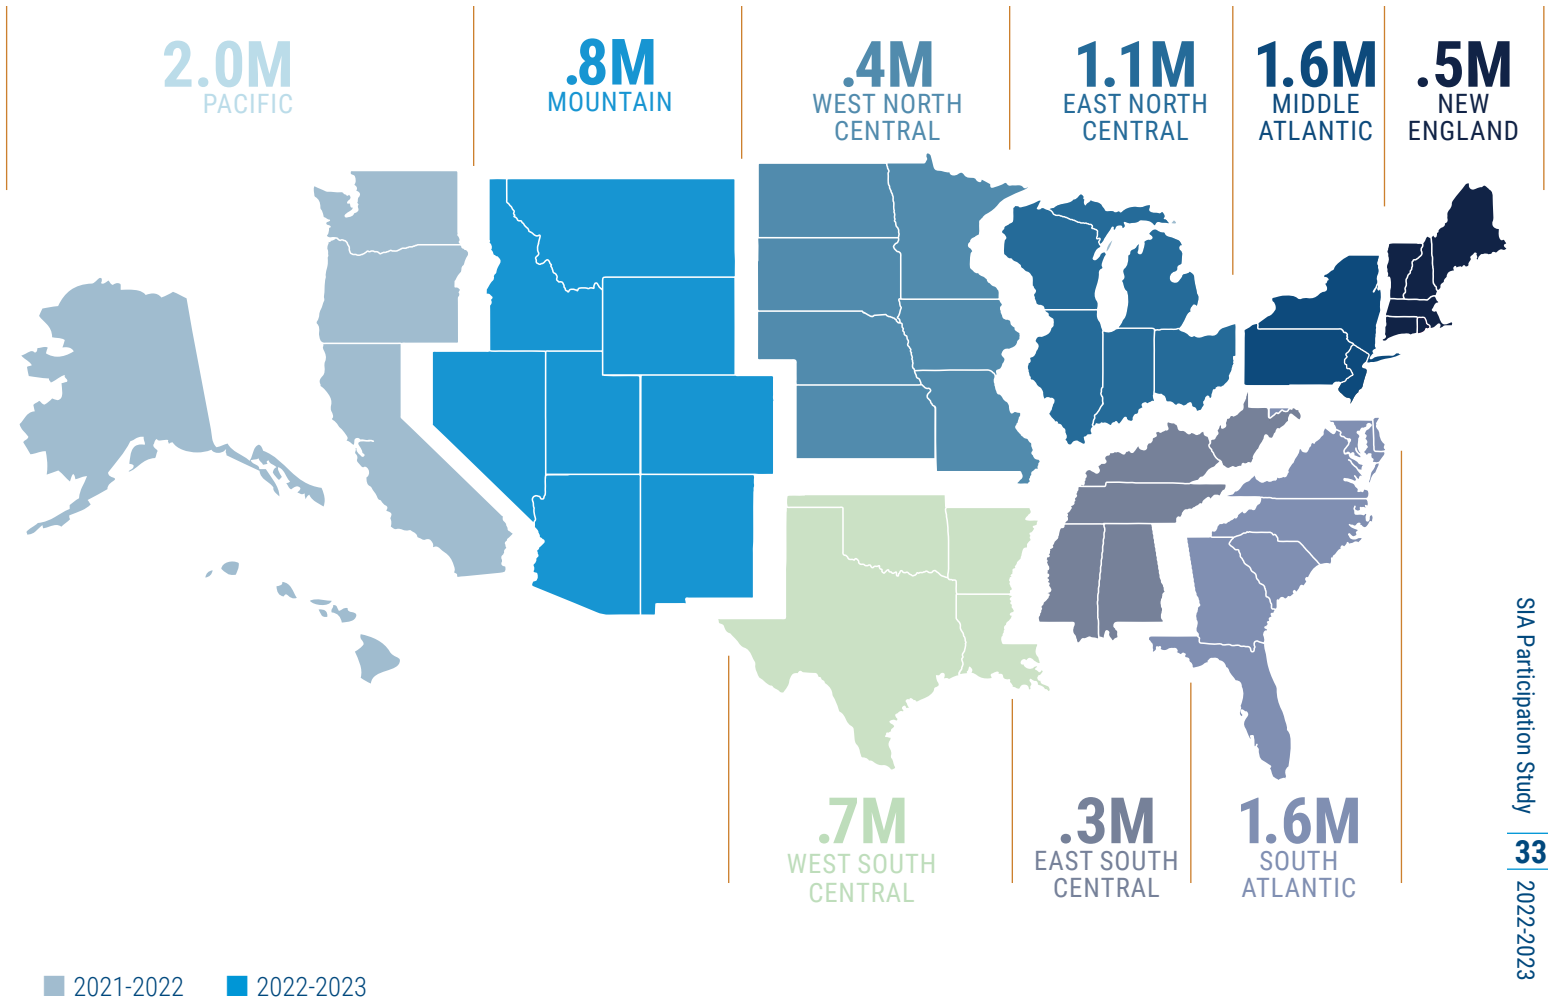 2.0M
PACIFIC
.8M
MOUNTAIN
.4M
WEST NORTH
CENTRAL
1.1M
EAST NORTH
CENTRAL
1.6M
MIDDLE
ATLANTIC
.5M
NEW
ENGLAND
.7M
WEST SOUTH
CENTRAL
.3M
EAST SOUTH
CENTRAL
1.6M
SOUTH
ATLANTIC
SIA Participation Study
33
2022-2023
2021-2022
2022-2023